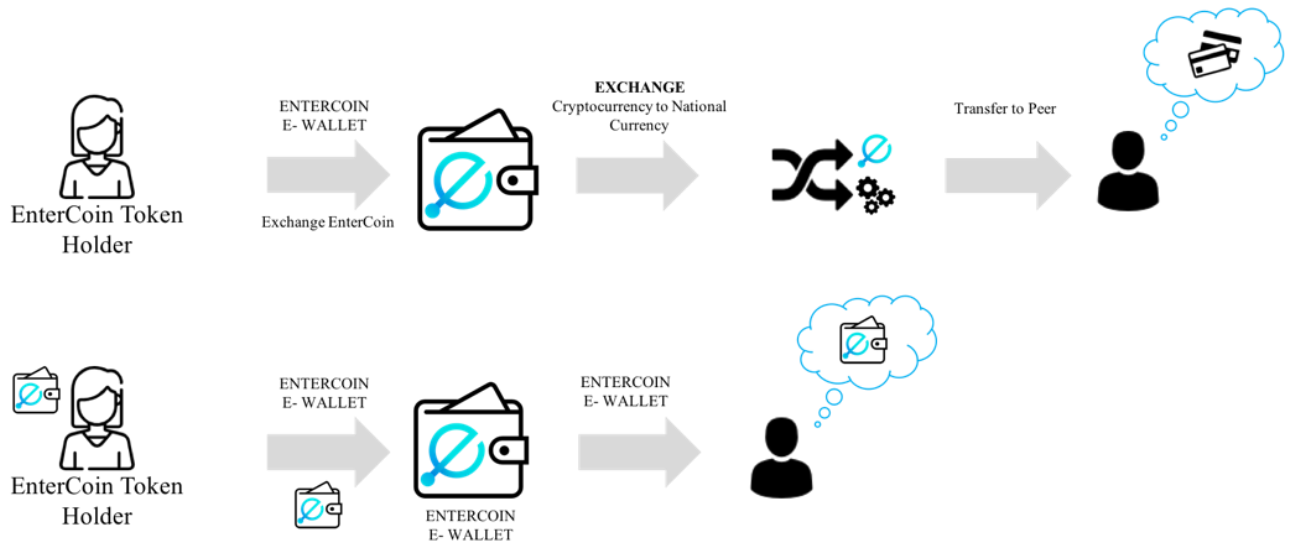 ENTERCOIN
E- WALLET
Exchange EnterCoin
EXCHANGE
Cryptocurrency to National
Currency
Transfer to Peer
EnterCoin Token
Holder
ENTERCOIN
E- WALLET
ENTERCOIN
E- WALLET
ENTERCOIN
E- WALLET
EnterCoin Token
Holder